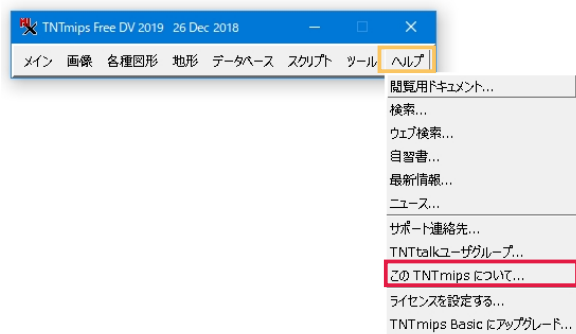 TNTmips Free DV 2019 26 Dec 2018
メイン 画像 各種図形 地形 データベース スクリプト ツール ヘルプ
閲覧用ドキュメント...
検索...
ウェブ検索...
自習書...
最新情報...
ニュース...
サポート連絡先...
TNTtalkユーザグループ...
この TNTmips について...
ライセンスを設定する...
TNTmips Basic にアップグレード...